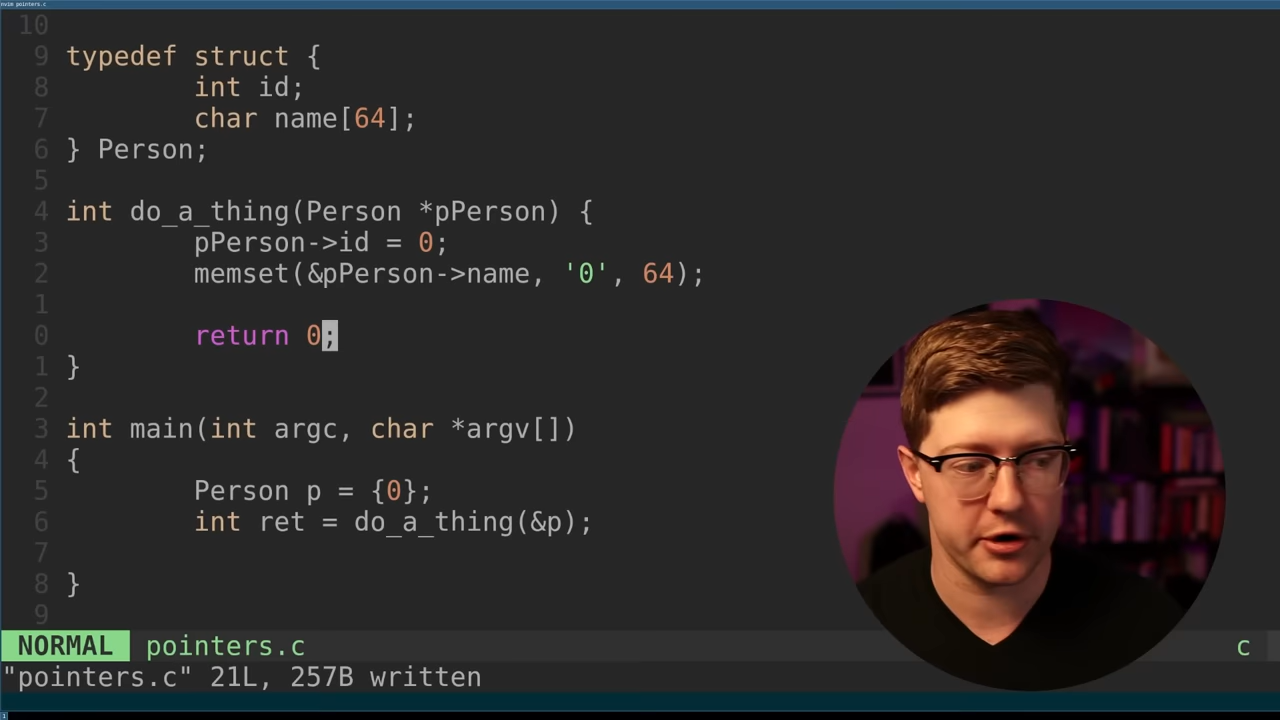 nvim pointers.c
10
9 typedef struct {
8 int id;
7 char name[64];
6 } Person;
5
4 int do_a_thing(Person *pPerson) {
3 pPerson->id = 0;
2 memset(&pPerson->name, '0', 64);
1
0 return 0;
1 }
2
3 int main(int argc, char *argv[])
4 {
5 Person p = {0};
6 int ret = do_a_thing(&p);
7
8 }
9
NORMAL pointers.c c
"pointers.c" 21L, 257B written
1